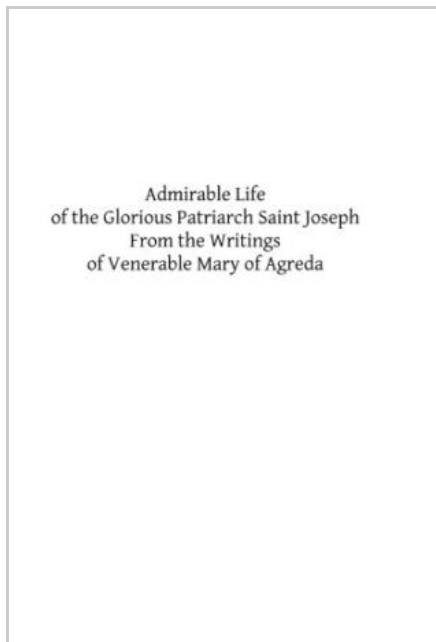 Admirable Life
of the Glorious Patriarch Saint Joseph
From the Writings
of Venerable Mary of Agreda